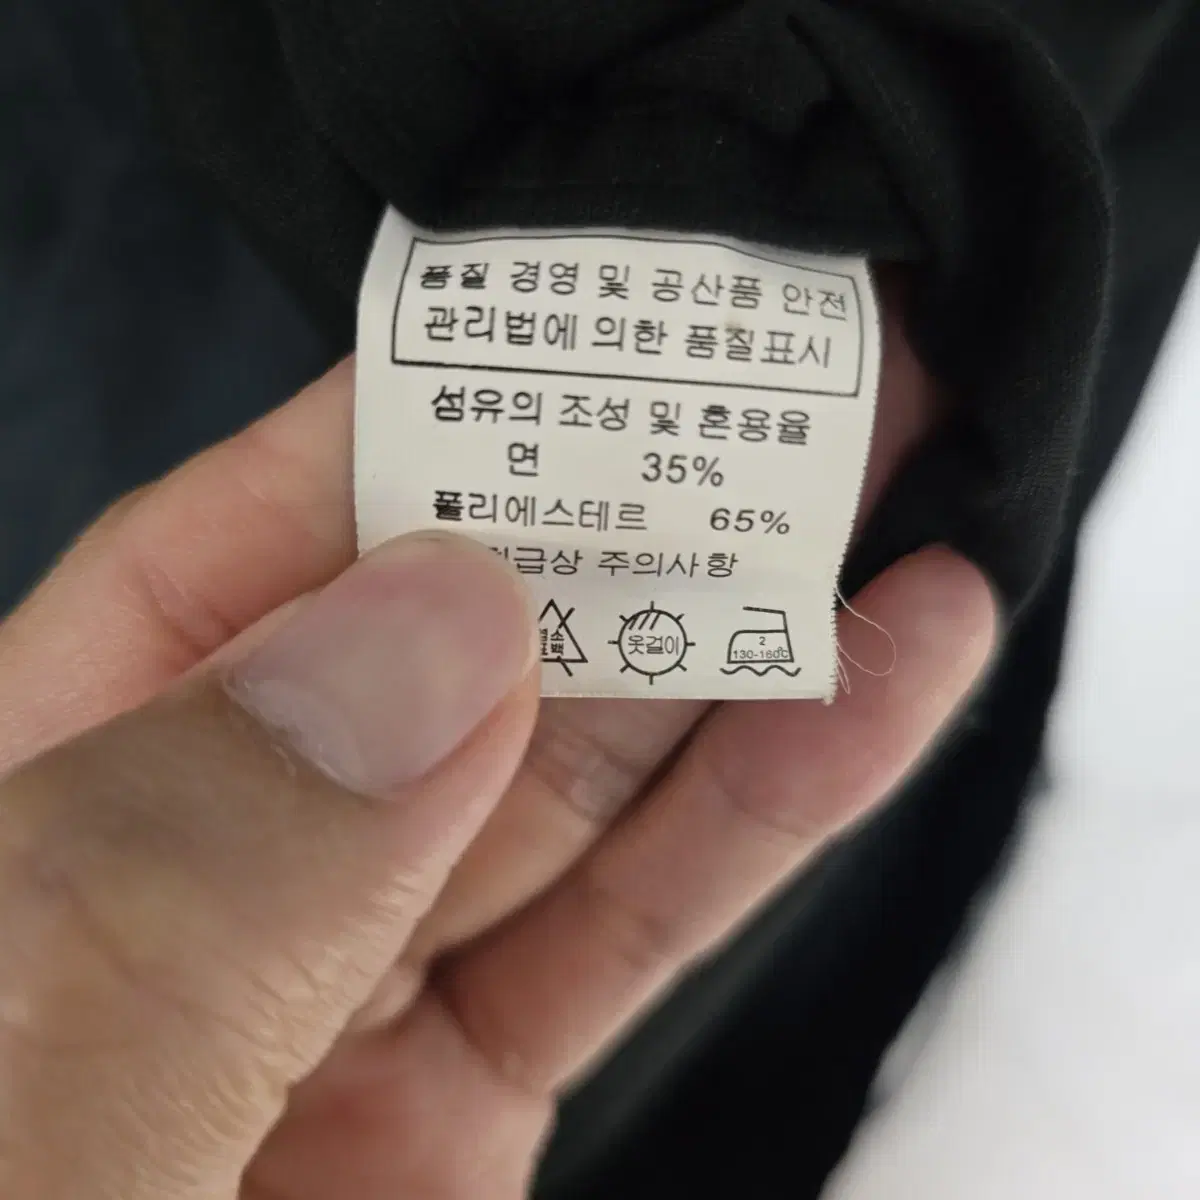 품질 경영 및 공산품 안전
관리법에 의한 품질표시
섬유의 조성 및 혼용율
면 35%
폴리에스테르 65%
주의사항
옷걸이
2
130-160℃